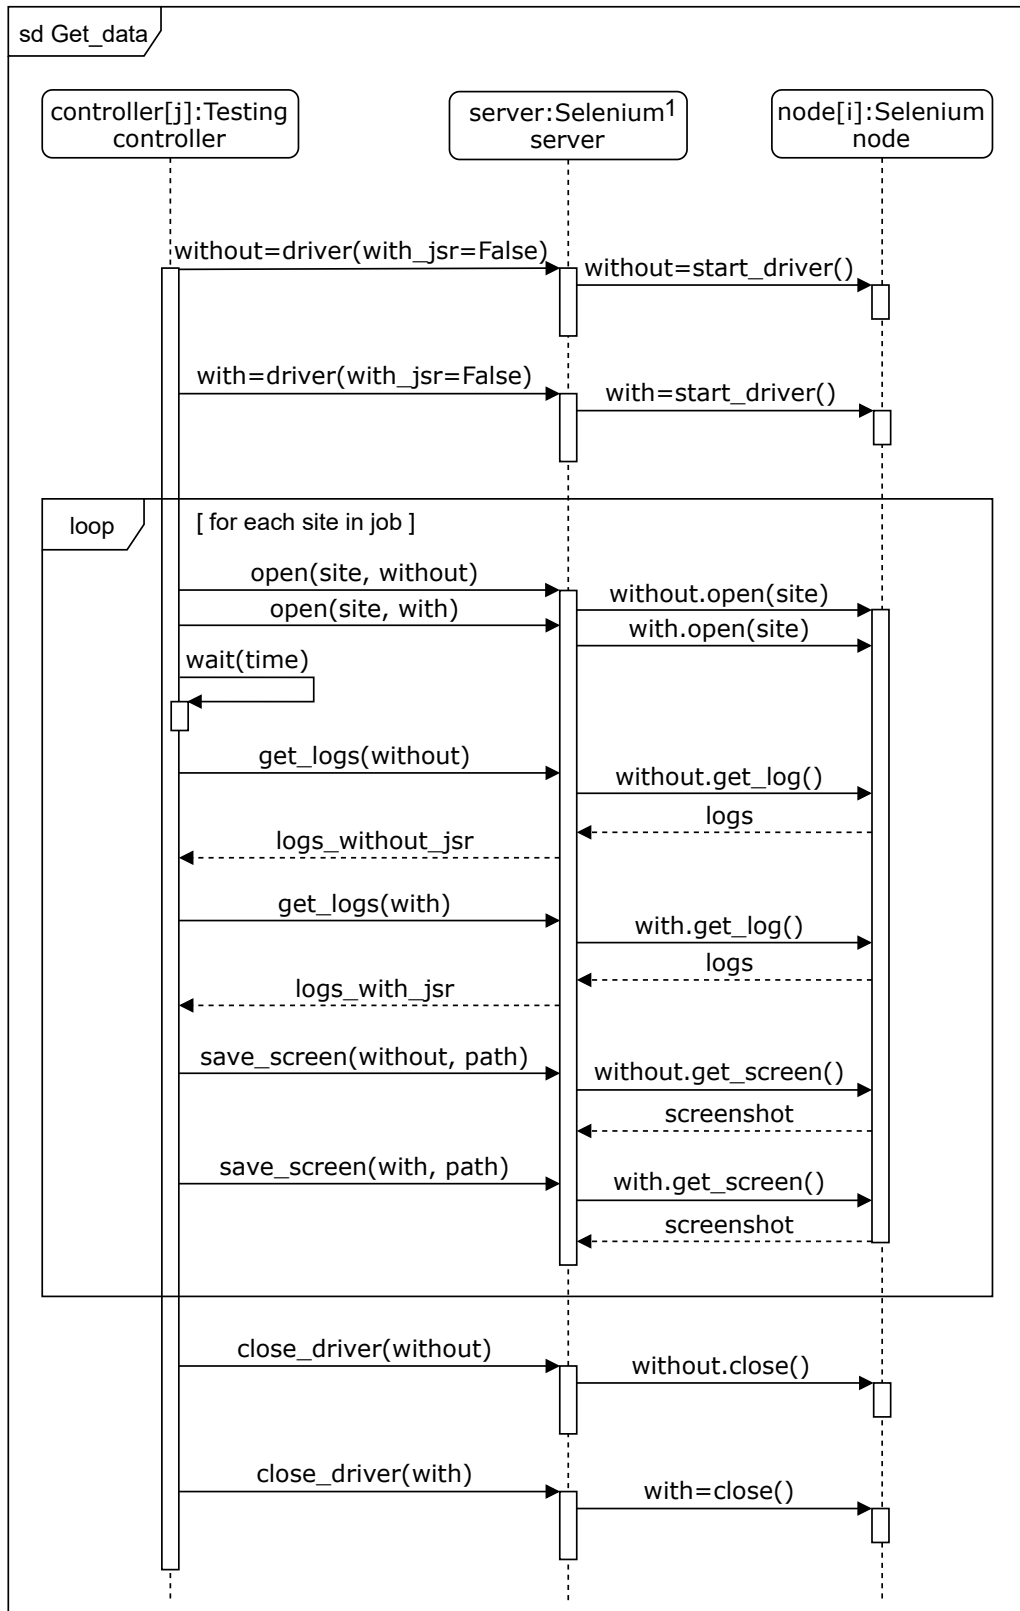 sd Get_data
controller[j]:Testing
controller
server:Selenium¹
server
node[i]:Selenium
node
without=driver(with_jsr=False)
without=start_driver()
with=driver(with_jsr=False)
with=start_driver()
loop
[ for each site in job ]
open(site, without)
without.open(site)
open(site, with)
with.open(site)
wait(time)
get_logs(without)
without.get_log()
logs
logs_without_jsr
get_logs(with)
with.get_log()
logs
logs_with_jsr
save_screen(without, path)
without.get_screen()
screenshot
save_screen(with, path)
with.get_screen()
screenshot
close_driver(without)
without.close()
close_driver(with)
with=close()